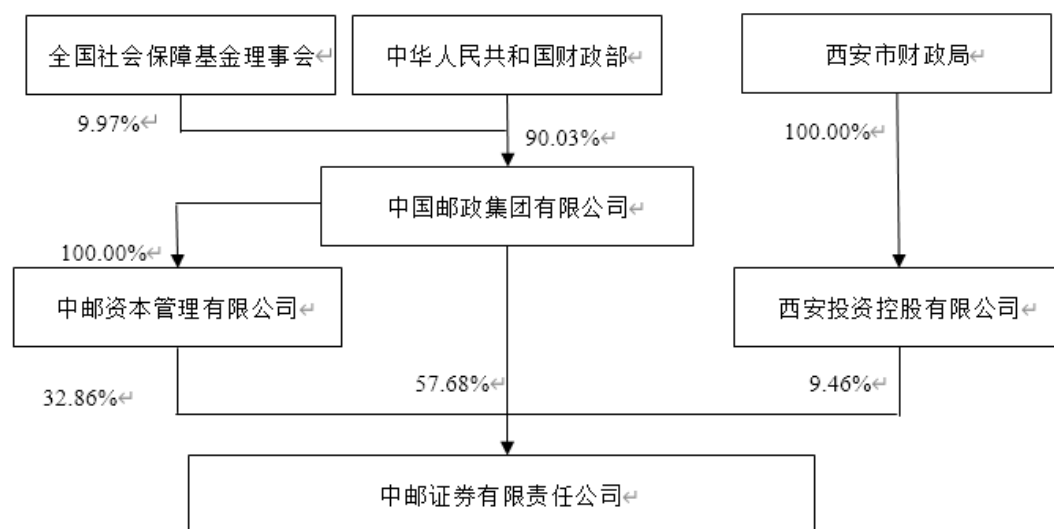 全国社会保障基金理事会↵
中华人民共和国财政部↵
西安市财政局↵
9.97%↵
90.03%↵
100.00%↵
中国邮政集团有限公司↵
100.00%↵
中邮资本管理有限公司↵
西安投资控股有限公司↵
32.86%↵
57.68%↵
9.46%↵
中邮证券有限责任公司↵